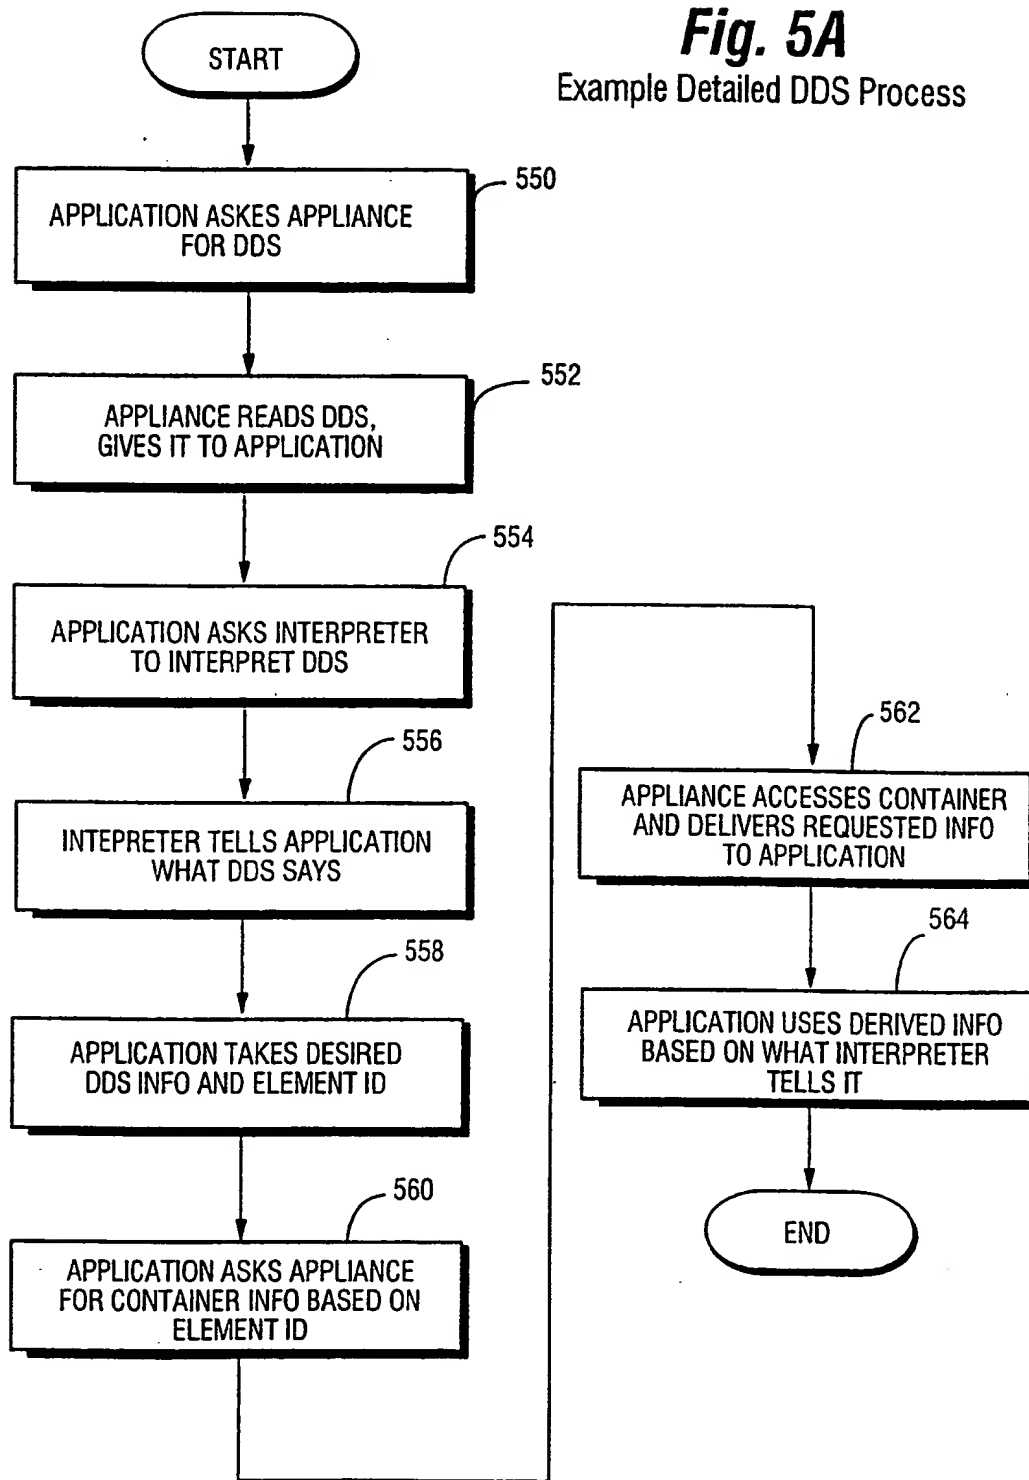 Fig. 5A
Example Detailed DDS Process
START
550
APPLICATION ASKES APPLIANCE
FOR DDS
552
APPLIANCE READS DDS,
GIVES IT TO APPLICATION
554
APPLICATION ASKS INTERPRETER
TO INTERPRET DDS
556
INTEPRETER TELLS APPLICATION
WHAT DDS SAYS
558
APPLICATION TAKES DESIRED
DDS INFO AND ELEMENT ID
560
APPLICATION ASKS APPLIANCE
FOR CONTAINER INFO BASED ON
ELEMENT ID
562
APPLIANCE ACCESSES CONTAINER
AND DELIVERS REQUESTED INFO
TO APPLICATION
564
APPLICATION USES DERIVED INFO
BASED ON WHAT INTERPRETER
TELLS IT
END